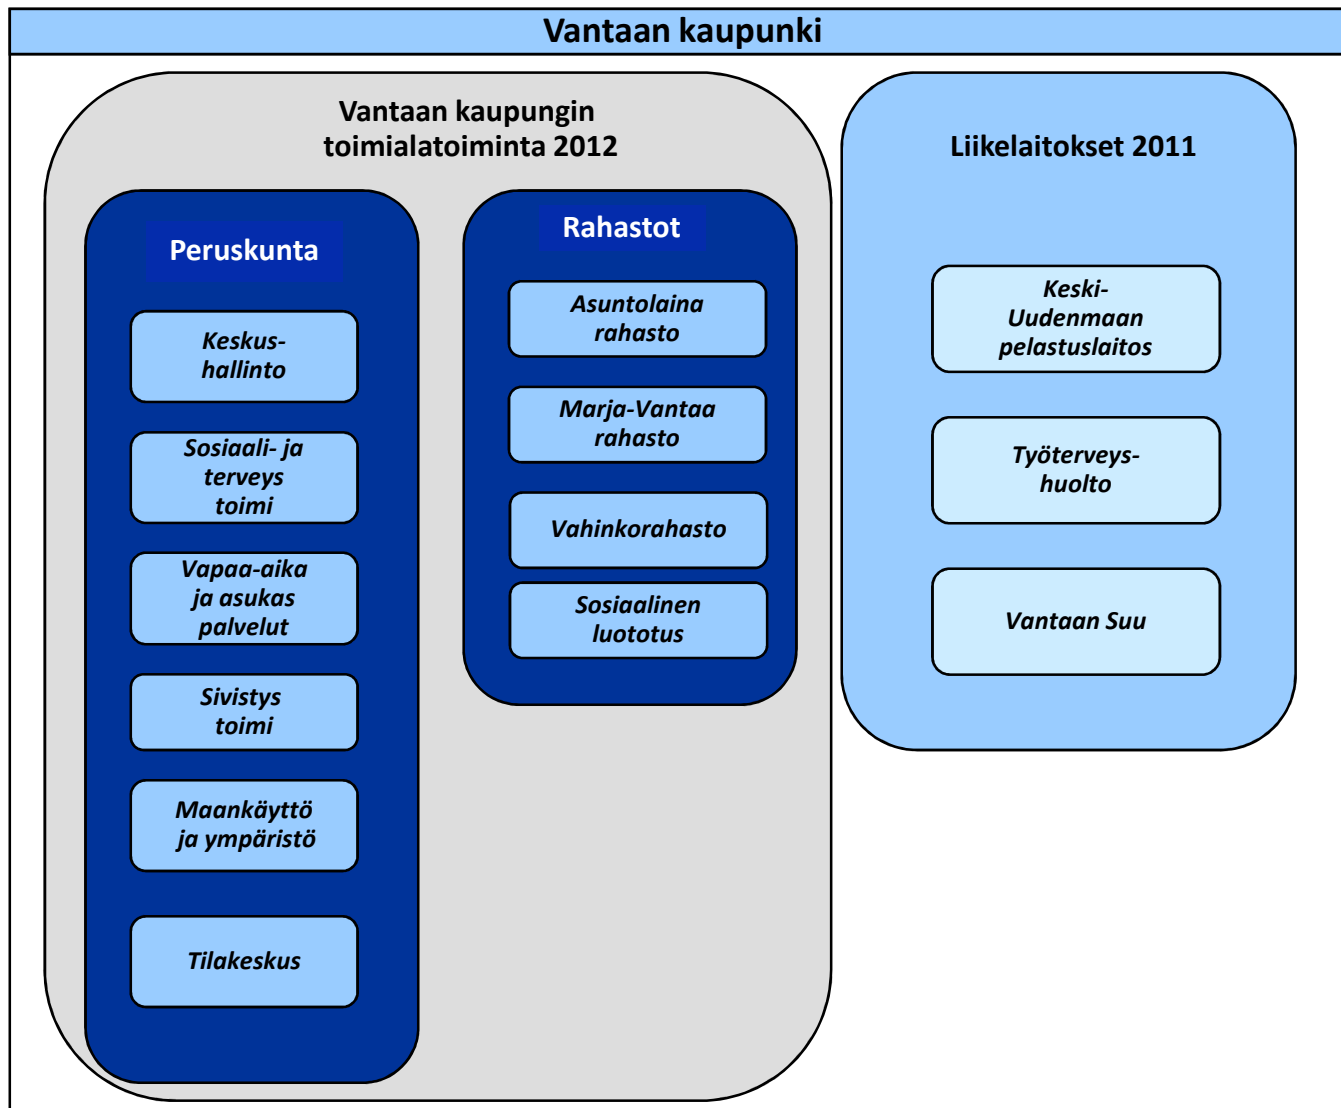 Vantaan kaupunki
Vantaan kaupungin
toimialatoiminta 2012
Peruskunta
Keskus-
hallinto
Sosiaali- ja
terveys
toimi
Vapaa-aika
ja asukas
palvelut
Sivistys
toimi
Maankäyttö
ja ympäristö
Tilakeskus
Rahastot
Asuntolaina
rahasto
Marja-Vantaa
rahasto
Vahinkorahasto
Sosiaalinen
luototus
Liikelaitokset 2011
Keski-
Uudenmaan
pelastuslaitos
Työterveys-
huolto
Vantaan Suu